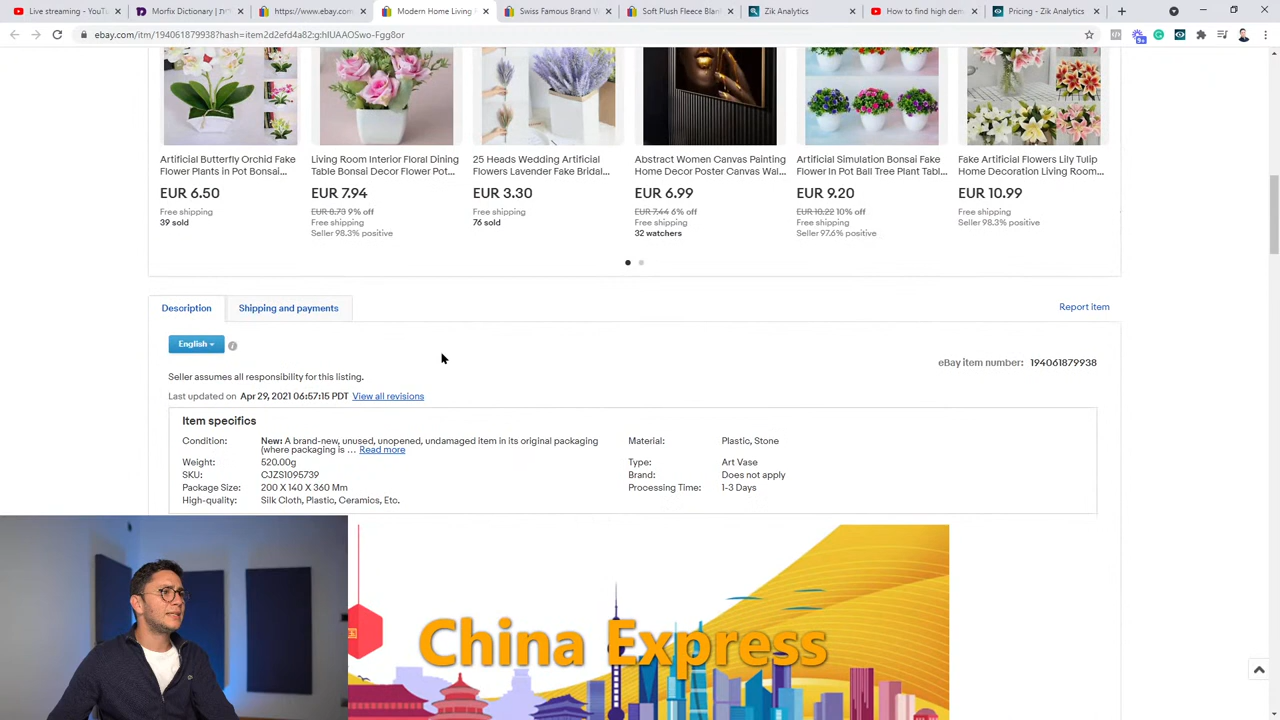 streaming - YouTu
Morfix Dictionary | מ
https://www.ebay.com
Modern Home Living
Swiss Famous Brand W
Soft Plush Fleece Blank
Zik Analytics
How to find high dema
Pricing - Zik Analytics
ebay.com/itm/194061879938?hash=item2d2efd4a82:g:hIUAAOSwo-Fgg8or
9+
Artificial Butterfly Orchid Fake
Flower Plants in Pot Bonsai...
EUR 6.50
Free shipping
39 sold
Living Room Interior Floral Dining
Table Bonsai Decor Flower Pot...
EUR 7.94
EUR 8.73 9% off
Free shipping
Seller 98.3% positive
25 Heads Wedding Artificial
Flowers Lavender Fake Bridal...
EUR 3.30
Free shipping
76 sold
Abstract Women Canvas Painting
Home Decor Poster Canvas Wal...
EUR 6.99
EUR 7.44 6% off
Free shipping
32 watchers
Artificial Simulation Bonsai Fake
Flower In Pot Ball Tree Plant Tabl...
EUR 9.20
EUR 10.22 10% off
Free shipping
Seller 97.6% positive
Fake Artificial Flowers Lily Tulip
Home Decoration Living Room...
EUR 10.99
Free shipping
Seller 98.3% positive
Description
Shipping and payments
Report item
English
eBay item number: 194061879938
Seller assumes all responsibility for this listing.
Last updated on Apr 29, 2021 06:57:15 PDT View all revisions
Item specifics
Condition: New: A brand-new, unused, unopened, undamaged item in its original packaging
(where packaging is ... Read more
Weight: 520.00g
SKU: CJZS1095739
Package Size: 200 X 140 X 360 Mm
High-quality: Silk Cloth, Plastic, Ceramics, Etc.
Material: Plastic, Stone
Type: Art Vase
Brand: Does not apply
Processing Time: 1-3 Days
China Express